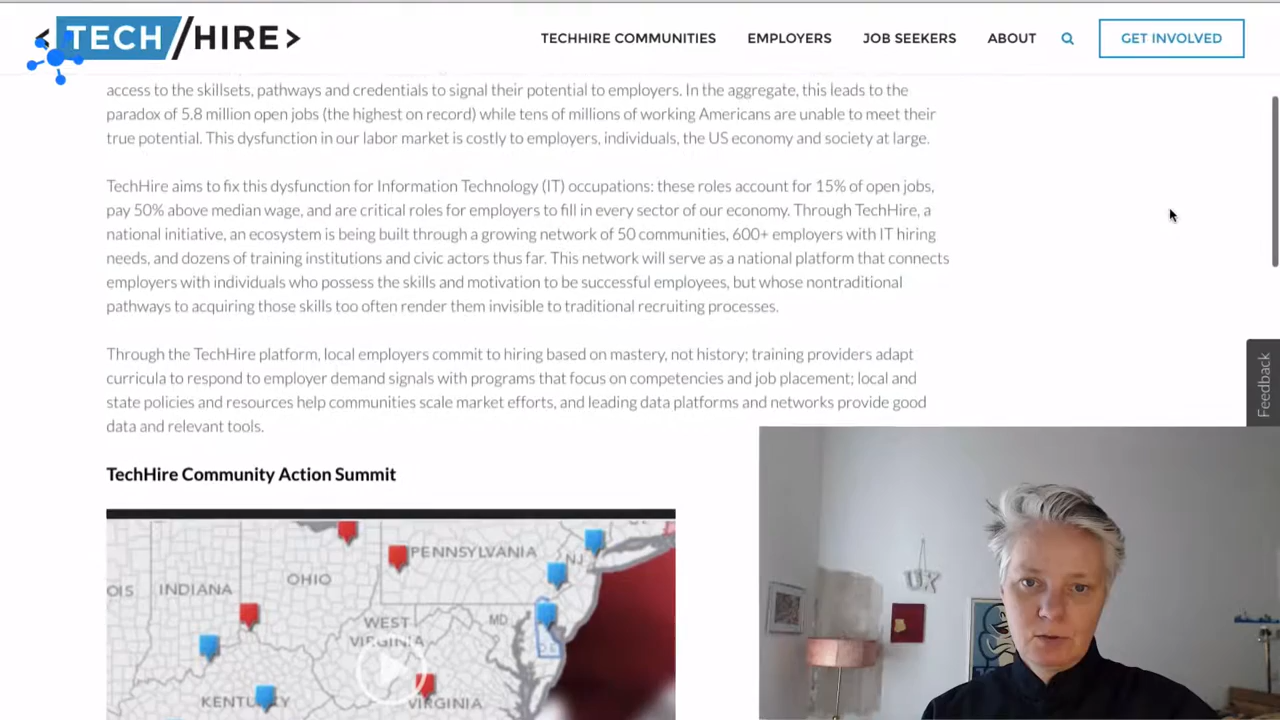 < TECH/HIRE >
TECHHIRE COMMUNITIES
EMPLOYERS
JOB SEEKERS
ABOUT
GET INVOLVED
access to the skillsets, pathways and credentials to signal their potential to employers. In the aggregate, this leads to the
paradox of 5.8 million open jobs (the highest on record) while tens of millions of working Americans are unable to meet their
true potential. This dysfunction in our labor market is costly to employers, individuals, the US economy and society at large.
TechHire aims to fix this dysfunction for Information Technology (IT) occupations: these roles account for 15% of open jobs,
pay 50% above median wage, and are critical roles for employers to fill in every sector of our economy. Through TechHire, a
national initiative, an ecosystem is being built through a growing network of 50 communities, 600+ employers with IT hiring
needs, and dozens of training institutions and civic actors thus far. This network will serve as a national platform that connects
employers with individuals who possess the skills and motivation to be successful employees, but whose nontraditional
pathways to acquiring those skills too often render them invisible to traditional recruiting processes.
Through the TechHire platform, local employers commit to hiring based on mastery, not history; training providers adapt
curricula to respond to employer demand signals with programs that focus on competencies and job placement; local and
state policies and resources help communities scale market efforts, and leading data platforms and networks provide good
data and relevant tools.
Feedback
TechHire Community Action Summit
PENNSYLVANIA
NJ
OHIO
INDIANA
OIS
WEST
VIRGINIA
MD
KENTUCKY
VIRGINIA
UX